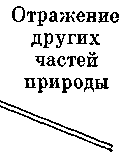 Отражение
других
частей
природы